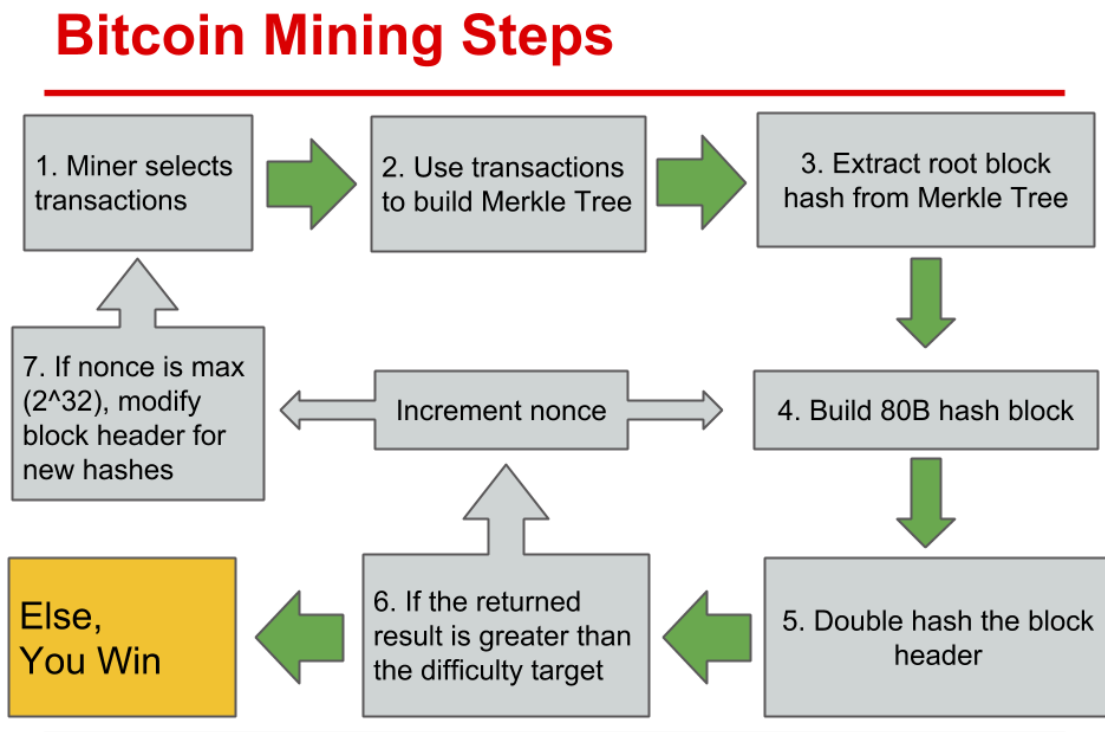 Bitcoin Mining Steps
1. Miner selects
transactions
2. Use transactions
to build Merkle Tree
3. Extract root block
hash from Merkle Tree
7. If nonce is max
(2^32), modify
block header for
new hashes
Increment nonce
4. Build 80B hash block
Else,
You Win
6. If the returned
result is greater than
the difficulty target
5. Double hash the block
header